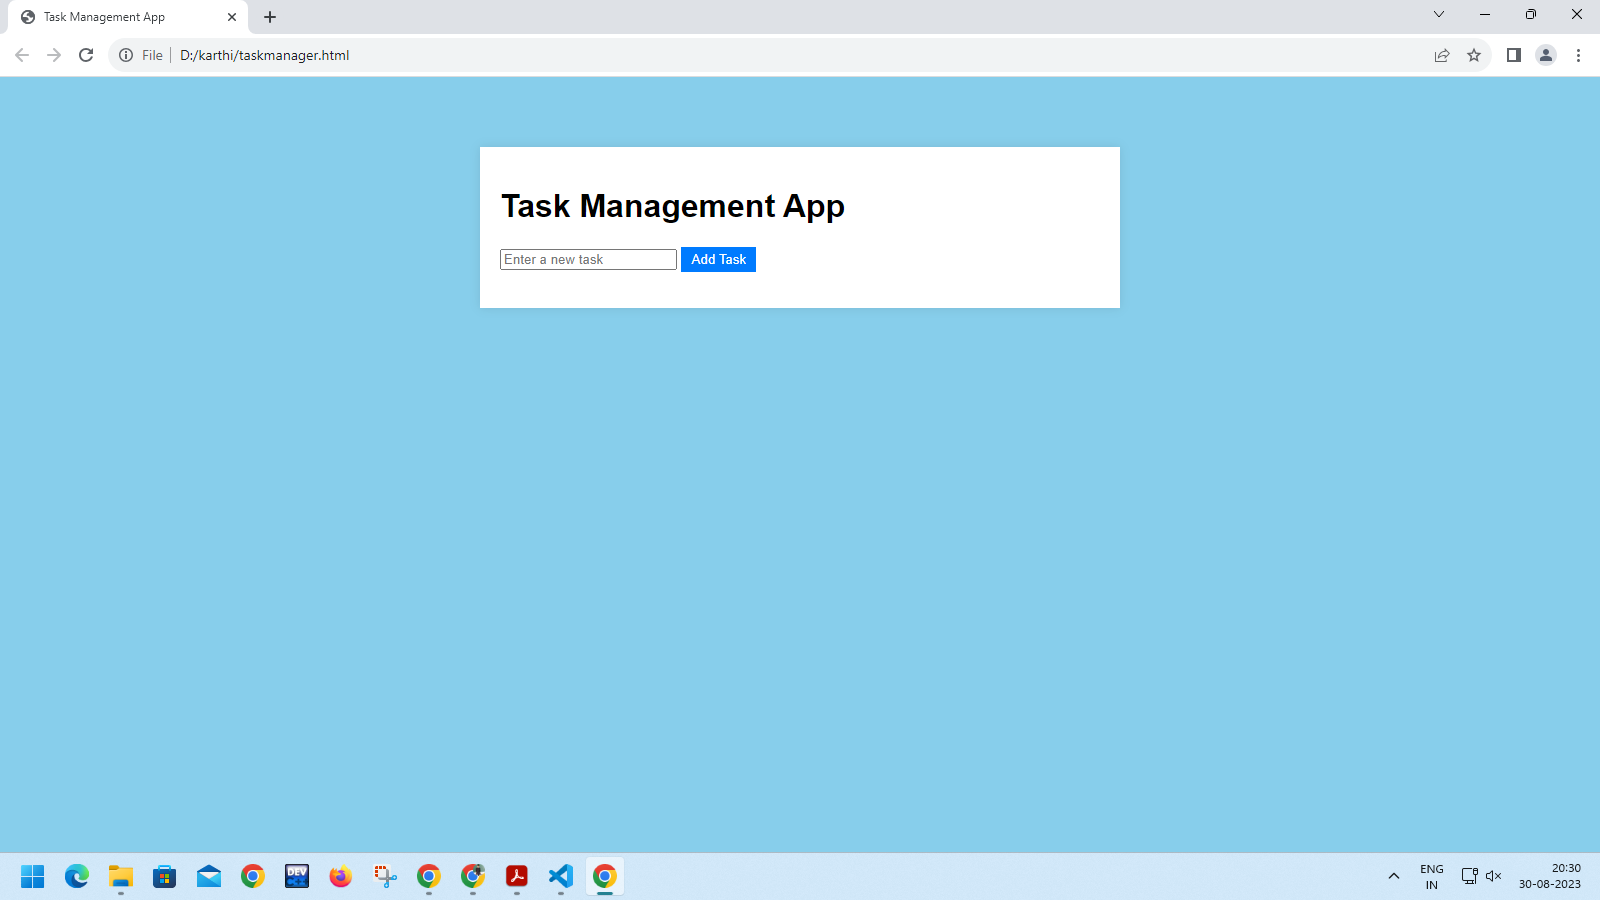 Task Management App
File
D:/karthi/taskmanager.html
Task Management App
Enter a new task
Add Task
DEV
C++
ENG
IN
20:30
30-08-2023